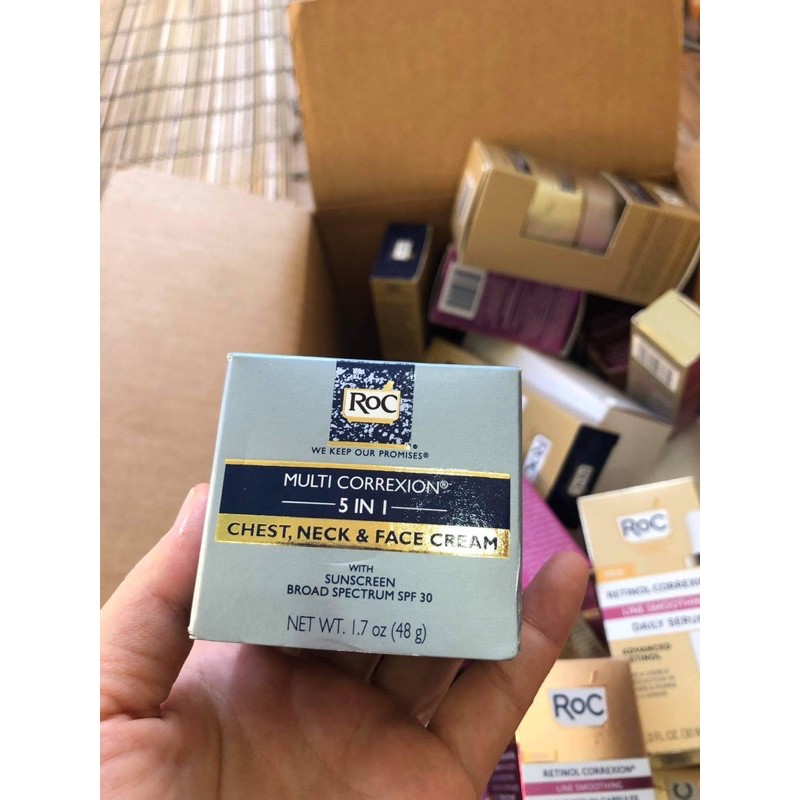 RoC
WE KEEP OUR PROMISES®
MULTI CORREXION®
5 IN 1
CHEST, NECK & FACE CREAM
WITH
SUNSCREEN
BROAD SPECTRUM SPF 30
NET WT. 1.7 oz (48 g)
RoC
RETINOL CORREXION
LINE SMOOTHING
DAILY SERUM
ADVANCED
RoC
RETINOL CORREXION®
LINE SMOOTHING